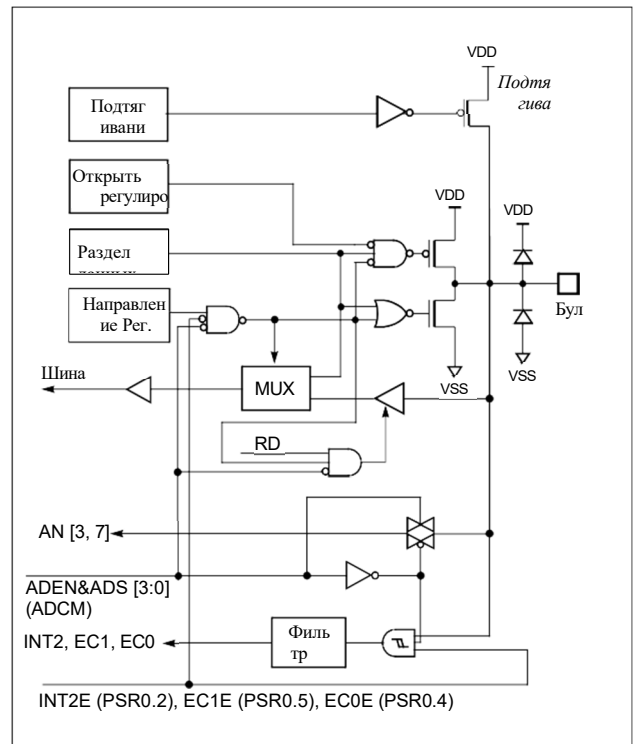 VDD
Подтя
гива
Подтяг
ивани
Открыть
регулиро
VDD
VDD
Раздел
Направлен
ие Рег.
Бул
Шина
MUX
VSS
VSS
RD
AN [3, 7]
ADEN&ADS [3:0]
(ADCM)
INT2, EC1, EC0
Филь
тр
INT2E (PSR0.2), EC1E (PSR0.5), EC0E (PSR0.4)